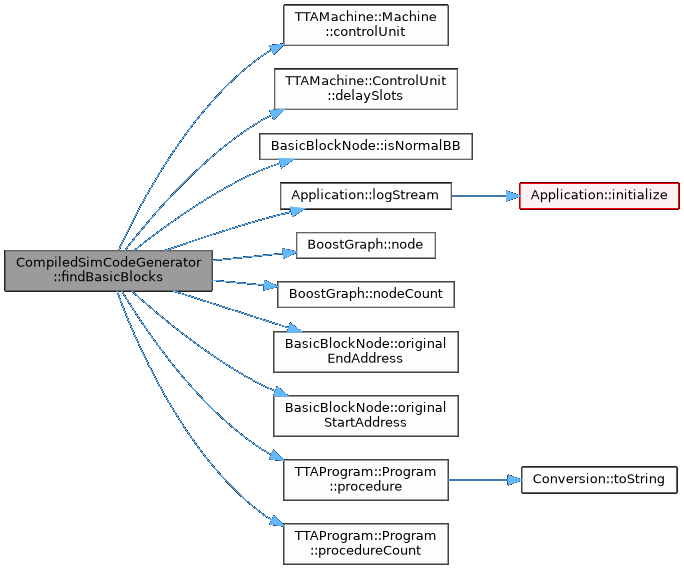 TTAMachine::Machine
::controlUnit
TTAMachine::ControlUnit
::delaySlots
BasicBlockNode::isNormalBB
Application::logStream
Application::initialize
BoostGraph::node
CompiledSimCodeGenerator
::findBasicBlocks
BoostGraph::nodeCount
BasicBlockNode::original
EndAddress
BasicBlockNode::original
StartAddress
TTAProgram::Program
::procedure
Conversion::toString
TTAProgram::Program
::procedureCount